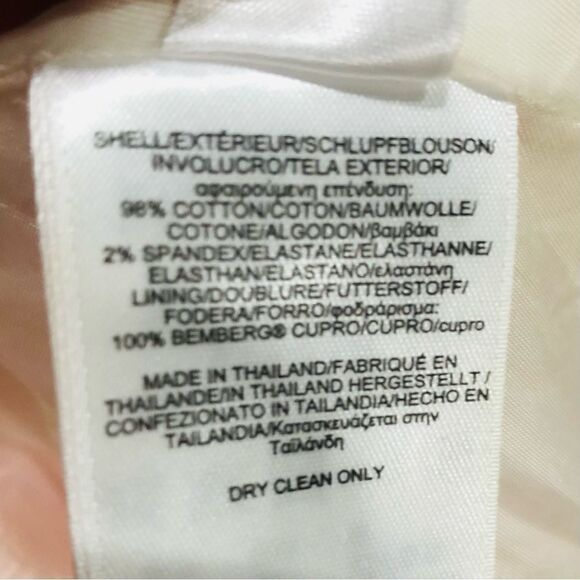 SHELL/EXTÉRIEUR/SCHLUPFBLOUSON/
INVOLUCRO/TELA EXTERIOR/
αφαιρούμενη επένδυση:
98% COTTON/COTON/BAUMWOLLE/
COTONE/ALGODON/βαμβάκι
2% SPANDEX/ELASTANE/ELASTHANNE/
ELASTHAN/ELASTANO/ελαστάνη
LINING/DOUBLURE/FUTTERSTOFF/
FODERA/FORRO/φοδράρισμα:
100% BEMBERG® CUPRO/CUPRO/cupro
MADE IN THAILAND/FABRIQUÉ EN
THAILANDE/IN THAILAND HERGESTELLT /
CONFEZIONATO IN TAILANDIA/HECHO EN
TAILANDIA/Κατασκευάζεται στην
Ταϊλάνδη
DRY CLEAN ONLY